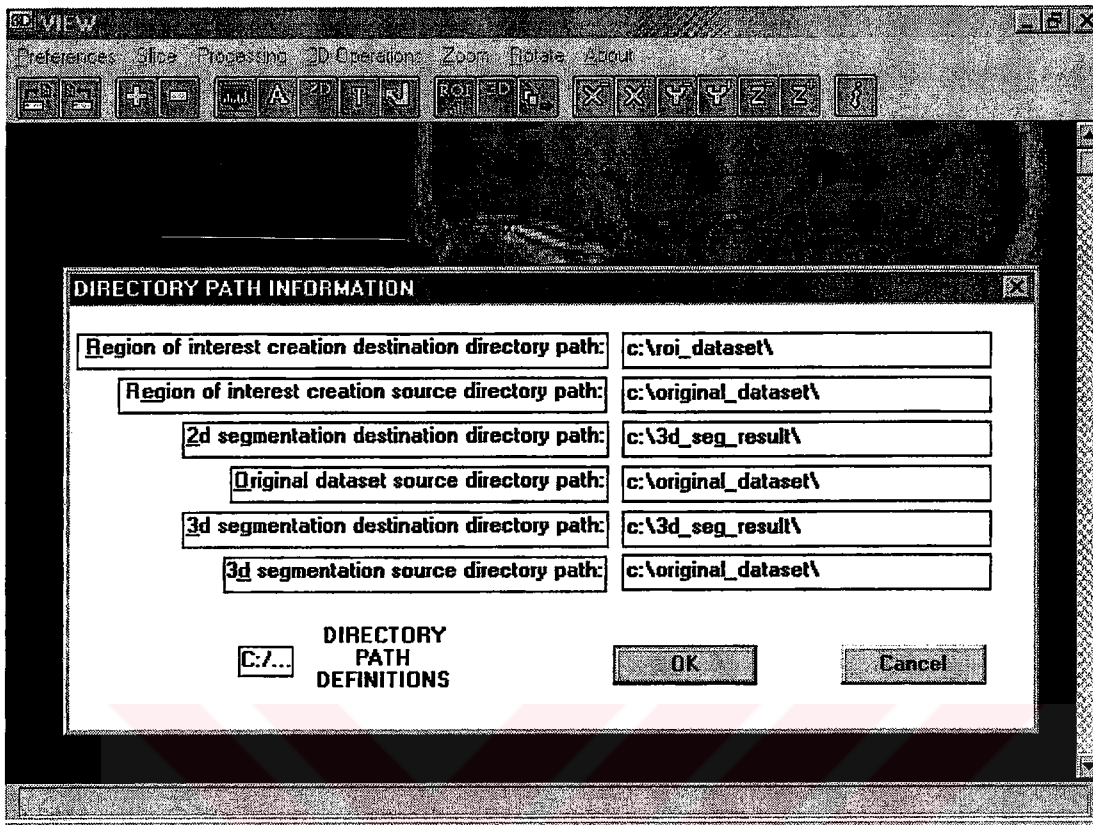 3D VIEW
Preferences Slice Processing 3D Operations Zoom Rotate About
A 2D T ROI 3D X X Y Y' Z Z i
DIRECTORY PATH INFORMATION
Region of interest creation destination directory path: c:\roi_dataset\
Region of interest creation source directory path: c:\original_dataset\
2d segmentation destination directory path: c:\3d_seg_result\
Original dataset source directory path: c:\original_dataset\
3d segmentation destination directory path: c:\3d_seg_result\
3d segmentation source directory path: c:\original_dataset\
C:/...
DIRECTORY
PATH
DEFINITIONS
OK
Cancel